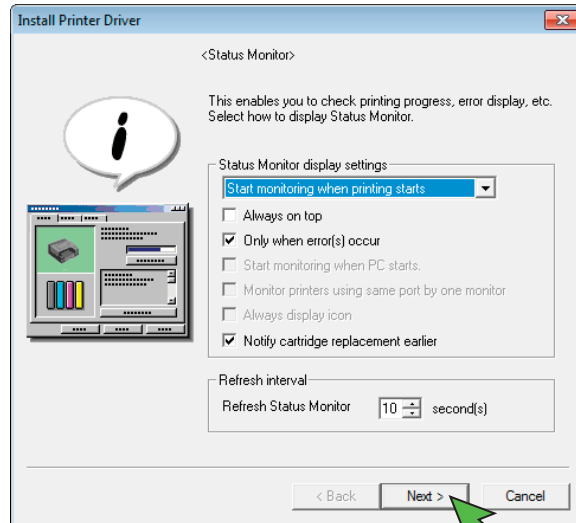 Install Printer Driver
<Status Monitor>
This enables you to check printing progress, error display, etc.
Select how to display Status Monitor.
Status Monitor display settings
Start monitoring when printing starts
Always on top
Only when error(s) occur
Start monitoring when PC starts.
Monitor printers using same port by one monitor
Always display icon
Notify cartridge replacement earlier
Refresh interval
Refresh Status Monitor 10 second(s)
< Back Next > Cancel